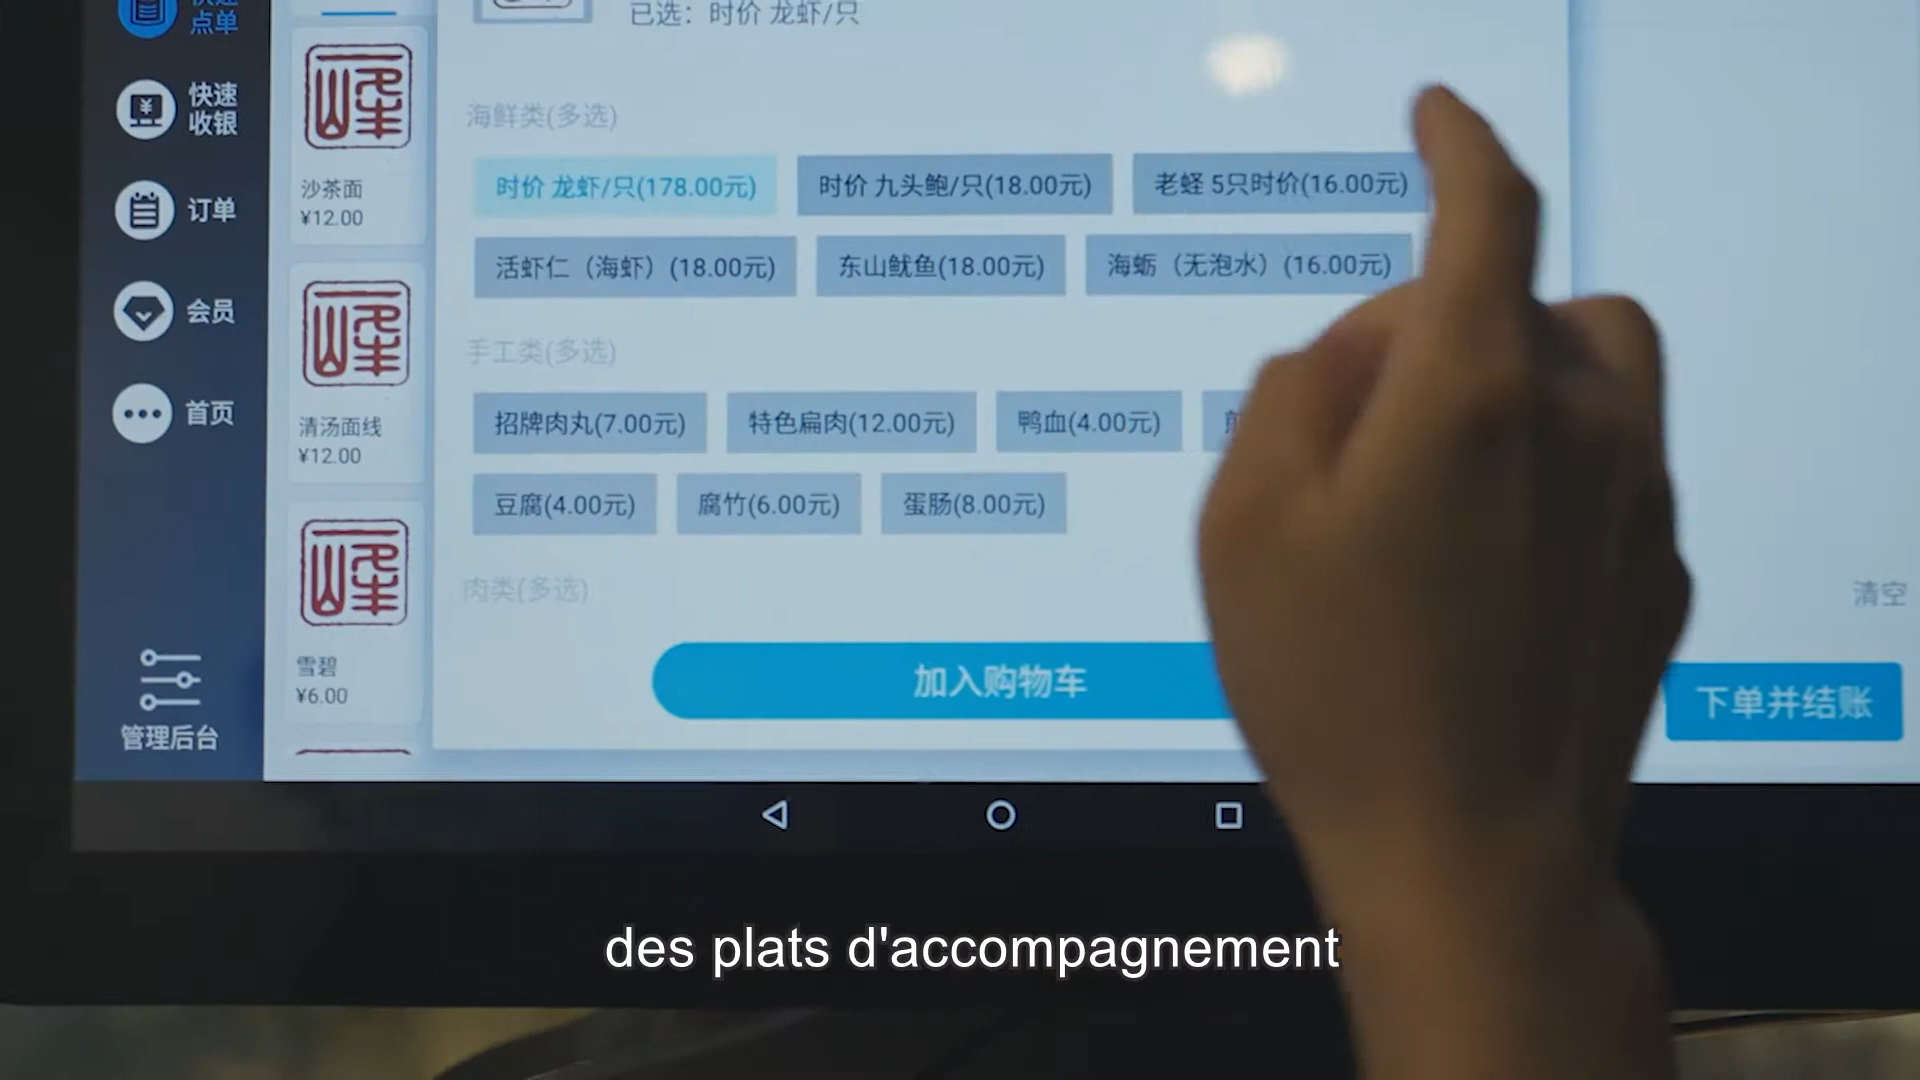 点单
已选：时价 龙虾/只
快速
收银
订单
会员
首页
管理后台
沙茶面
¥12.00
清汤面线
¥12.00
雪碧
¥6.00
海鲜类(多选)
时价 龙虾/只(178.00元)
时价 九头鲍/只(18.00元)
老蛏 5只时价(16.00元)
活虾仁（海虾）(18.00元)
东山鱿鱼(18.00元)
海蛎（无泡水）(16.00元)
手工类(多选)
招牌肉丸(7.00元)
特色扁肉(12.00元)
鸭血(4.00元)
豆腐(4.00元)
腐竹(6.00元)
蛋肠(8.00元)
肉类(多选)
加入购物车
清空
下单并结账
des plats d'accompagnement